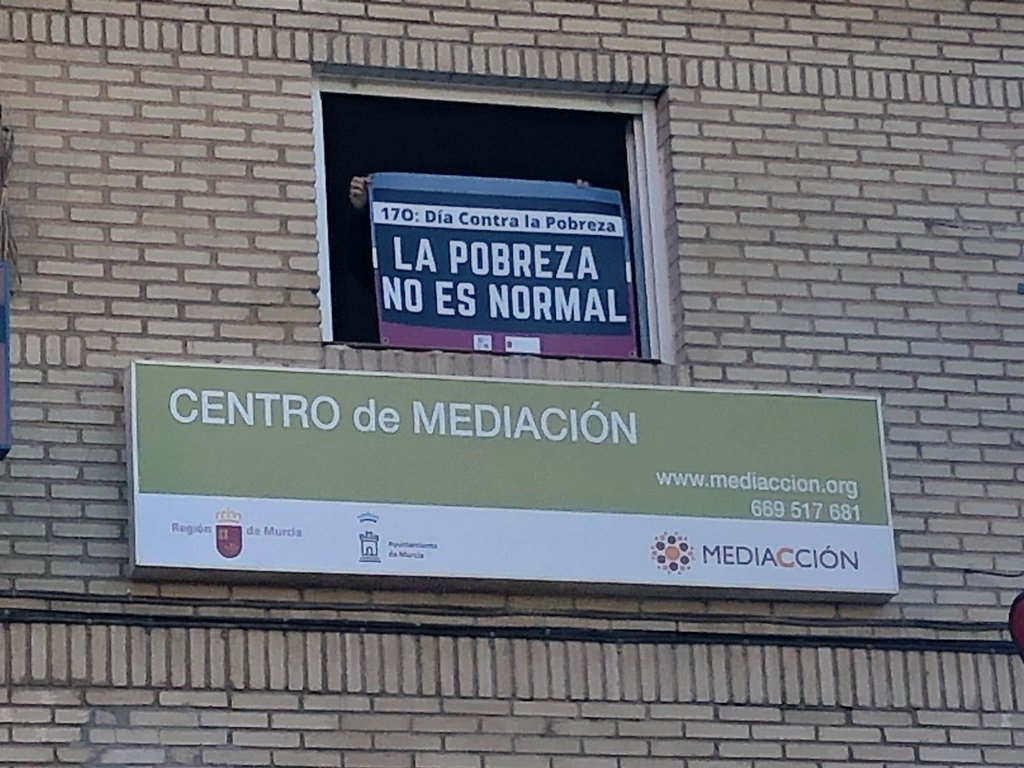 17O: Día Contra la Pobreza
LA POBREZA
NO ES NORMAL
CENTRO de MEDIACIÓN
www.mediaccion.org
669 517 681
Región de Murcia
Ayuntamiento
de Murcia
MEDIACCIÓN